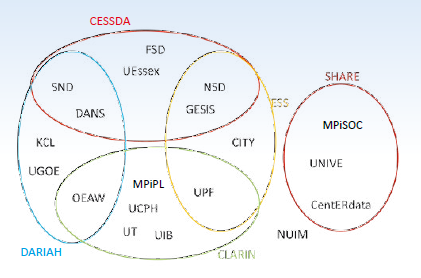 CESSDA
FSD
UEssex
SND
NSD
SHARE
DANS
GESIS
ESS
MPiSOC
KCL
CITY
UNIVE
UGOE
MPiPL
OEAW
UPF
UCPH
CentERdata
UT
UIB
NUIM
DARIAH
CLARIN